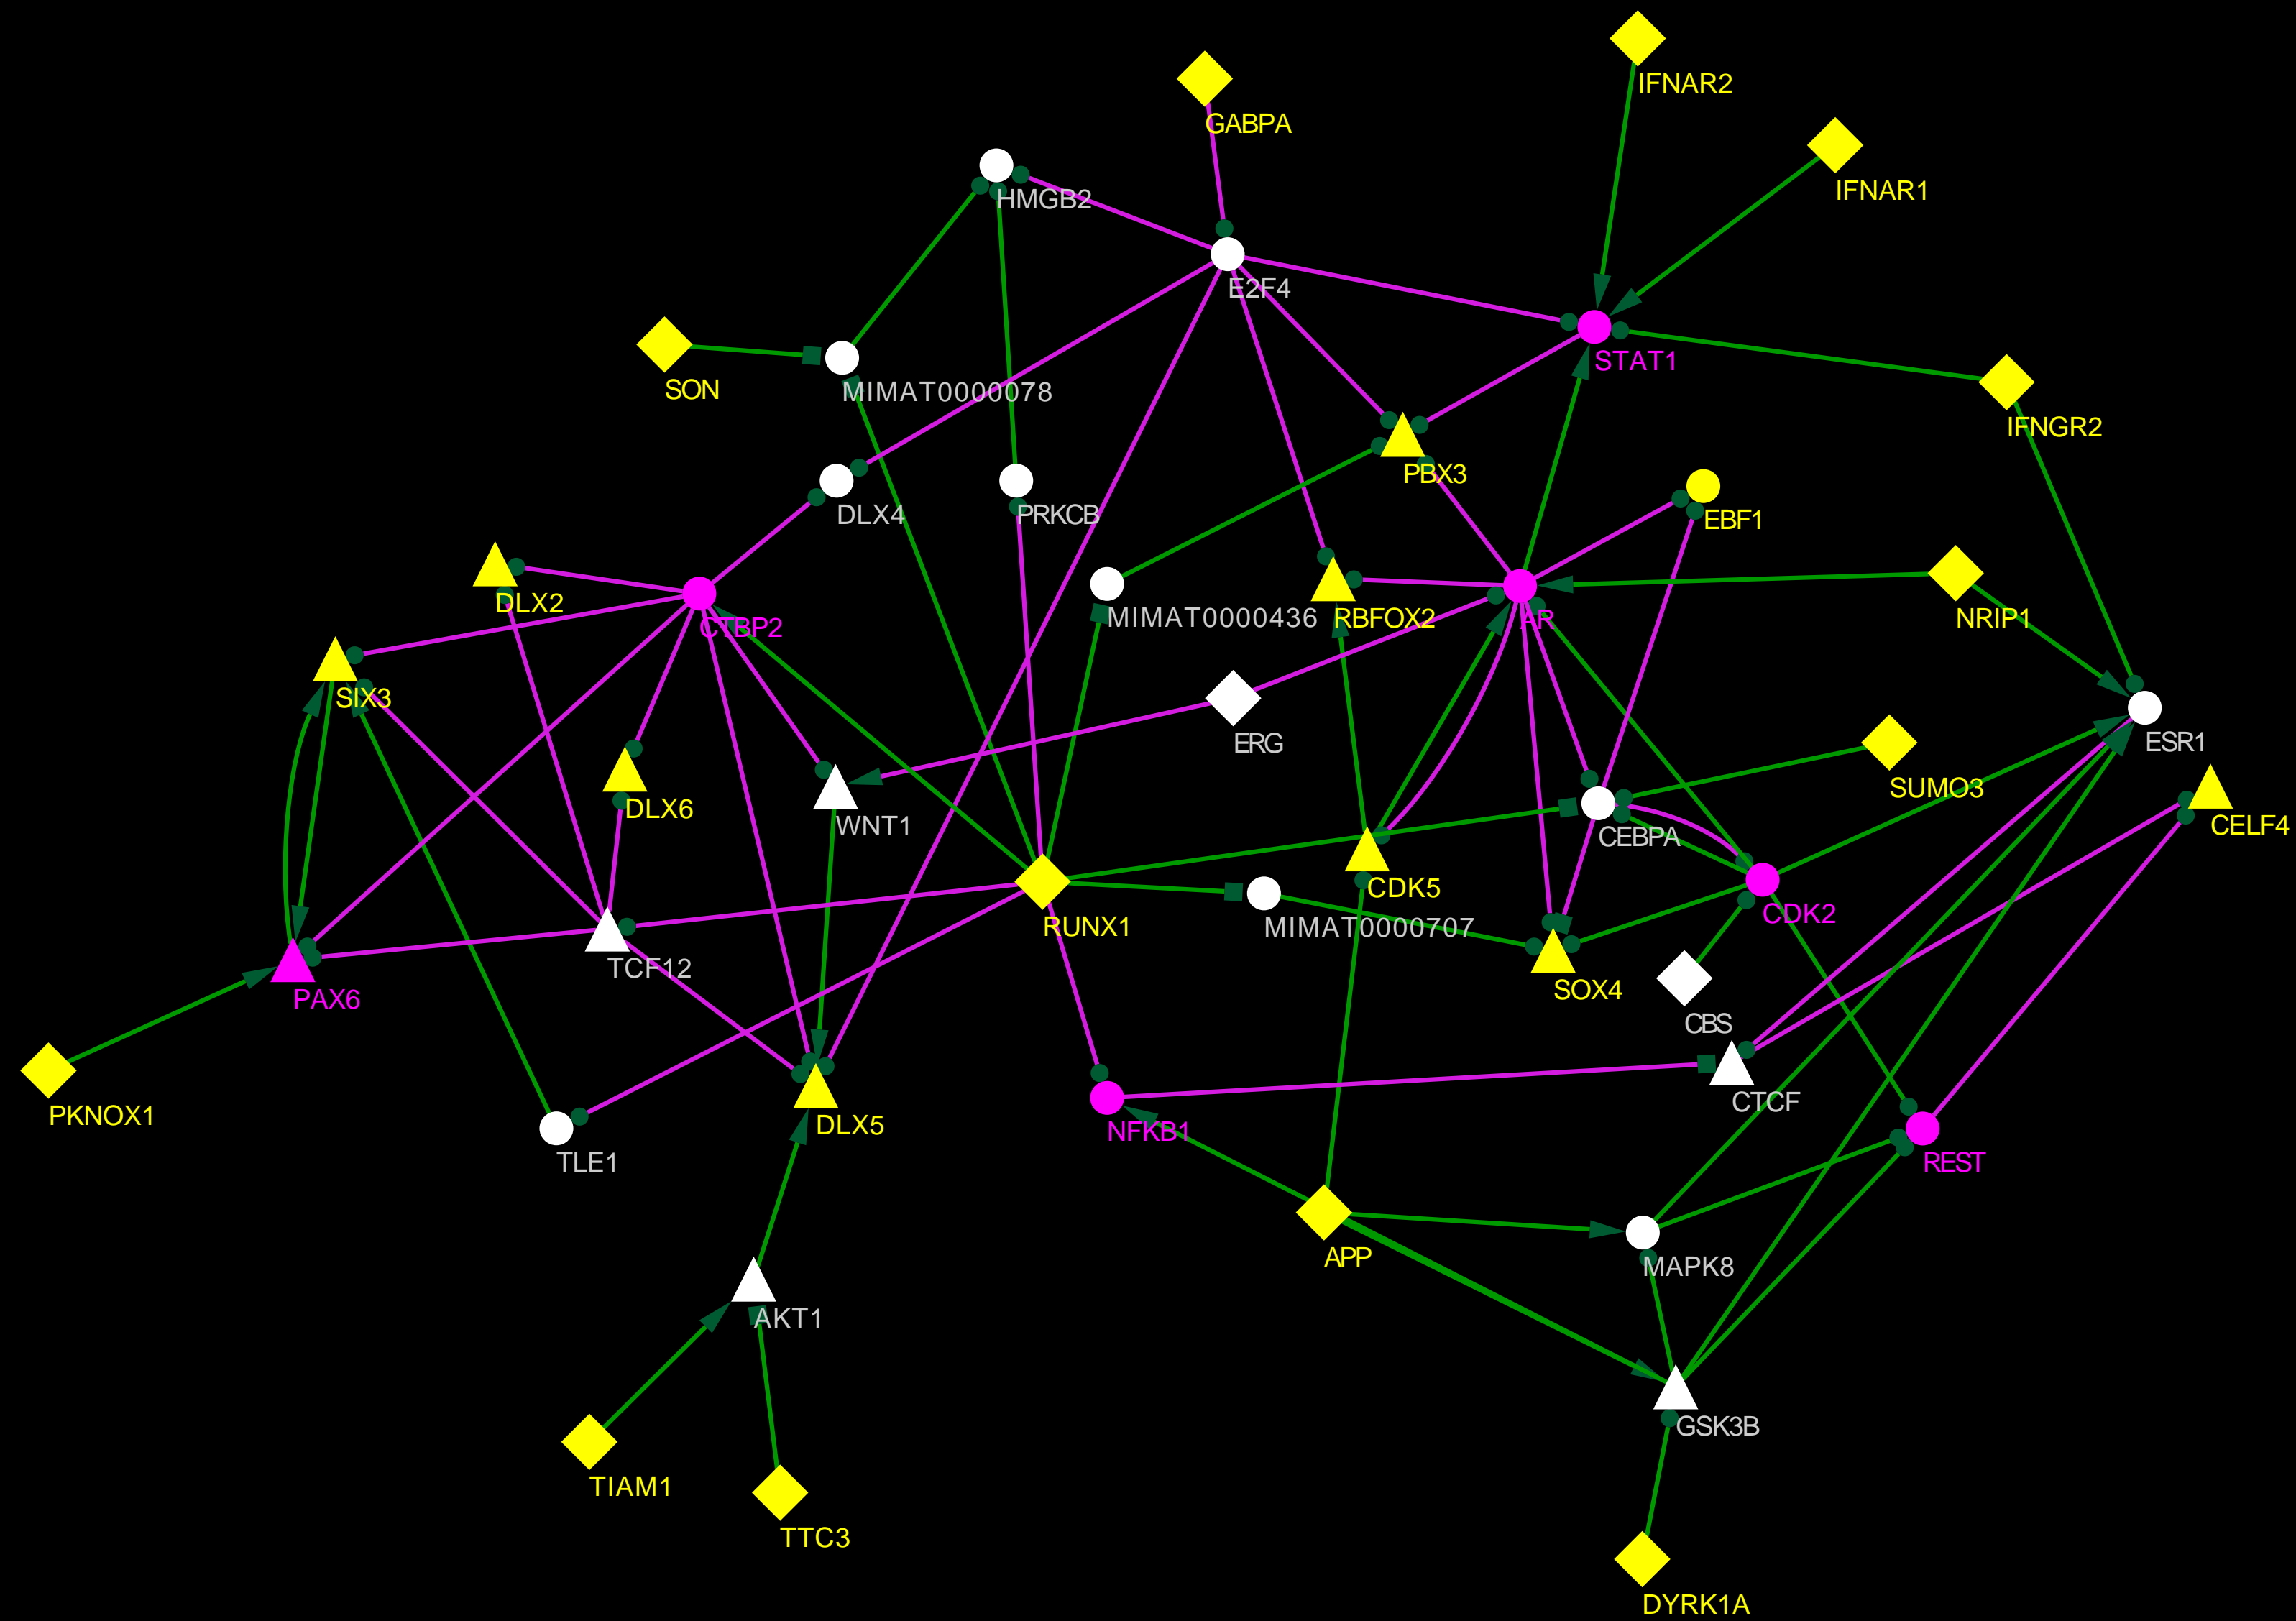 IFNAR2
GABPA
IFNAR1
HMGB2
E2F4
STAT1
SON
MIMAT0000078
IFNGR2
PBX3
DLX4
PRKCB
EBF1
DLX2
MIMAT0000436
RBFOX2
AR
NRIP1
CTBP2
SIX3
ERG
ESR1
SUMO3
DLX6
WNT1
CEBPA
CELF4
CDK5
RUNX1
MIMAT0000707
CDK2
TCF12
SOX4
PAX6
CBS
CTCF
PKNOX1
DLX5
NFKB1
TLE1
REST
APP
MAPK8
AKT1
GSK3B
TIAM1
TTC3
DYRK1A